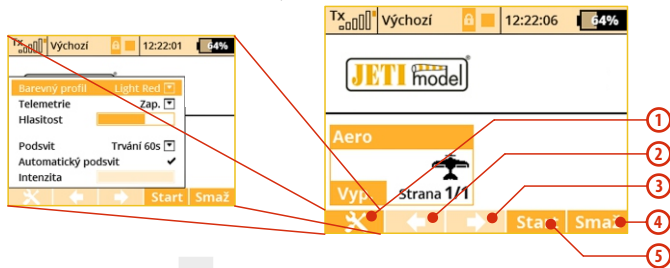 Tx Výchozí 12:22:01 64%
Barevný profil Light Red
Telemetrie Zap.
Hlasitost
Podsvit Trvání 60s
Automatický podsvit
Intenzita
Start Smaž
Tx Výchozí 12:22:06 64%
JETI model
Aero
Vyp Strana 1/1
Start Smaž
1
2
3
4
5